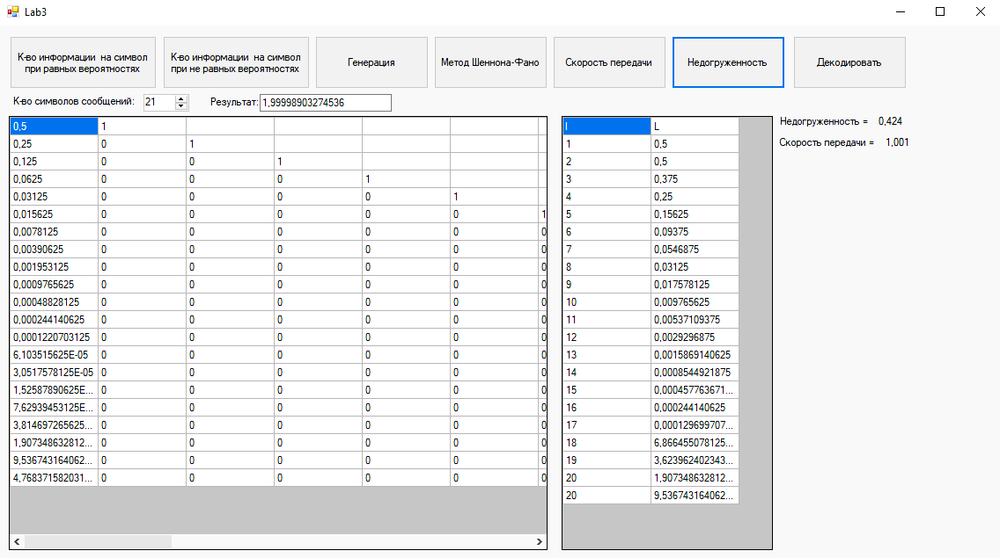 Lab3
К-во информации на символ при равных вероятностях
К-во информации на символ при не равных вероятностях
Генерация
Метод Шеннона-Фано
Скорость передачи
Недогруженность
Декодировать
К-во символов сообщений: 21 Результат: 1,99998903274536
0,5 1
0,25 0 1
0,125 0 0 1
0,0625 0 0 0 1
0,03125 0 0 0 0 1
0,015625 0 0 0 0 0 1
0,0078125 0 0 0 0 0 0
0,00390625 0 0 0 0 0 0
0,001953125 0 0 0 0 0 0
0,0009765625 0 0 0 0 0 0
0,00048828125 0 0 0 0 0 0
0,000244140625 0 0 0 0 0 0
0,0001220703125 0 0 0 0 0 0
6,103515625E-05 0 0 0 0 0 0
3,0517578125E-05 0 0 0 0 0 0
1,52587890625E... 0 0 0 0 0 0
7,62939453125E... 0 0 0 0 0 0
3,814697265625... 0 0 0 0 0 0
1,907348632812... 0 0 0 0 0 0
9,536743164062... 0 0 0 0 0 0
4,768371582031... 0 0 0 0 0 0
l L
1 0,5
2 0,5
3 0,375
4 0,25
5 0,15625
6 0,09375
7 0,0546875
8 0,03125
9 0,017578125
10 0,009765625
11 0,00537109375
12 0,0029296875
13 0,0015869140625
14 0,0008544921875
15 0,000457763671...
16 0,000244140625
17 0,000129699707...
18 6,866455078125...
19 3,623962402343...
20 1,907348632812...
20 9,536743164062...
Недогруженность = 0,424
Скорость передачи = 1,001